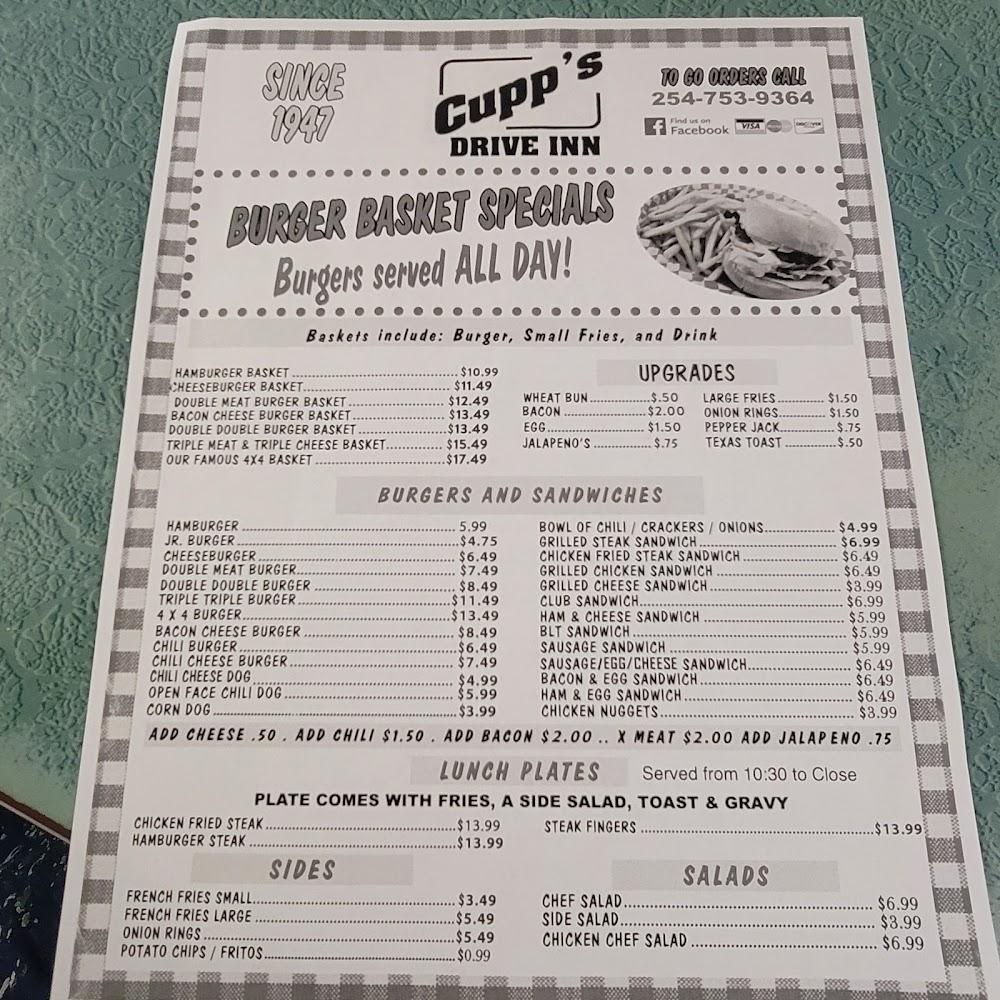 SINCE
1947
Cupp's
DRIVE INN
TO GO ORDERS CALL
254-753-9364
Find us on
Facebook
VISA
DISCOVER
BURGER BASKET SPECIALS
Burgers served ALL DAY!
Baskets include: Burger, Small Fries, and Drink
HAMBURGER BASKET $10.99
CHEESEBURGER BASKET $11.49
DOUBLE MEAT BURGER BASKET $12.49
BACON CHEESE BURGER BASKET $13.49
DOUBLE DOUBLE BURGER BASKET $13.49
TRIPLE MEAT & TRIPLE CHEESE BASKET $15.49
OUR FAMOUS 4X4 BASKET $17.49
UPGRADES
WHEAT BUN $.50
BACON $2.00
EGG $1.50
JALAPENO'S $.75
LARGE FRIES $1.50
ONION RINGS $1.50
PEPPER JACK $.75
TEXAS TOAST $.50
BURGERS AND SANDWICHES
HAMBURGER 5.99
JR. BURGER $4.75
CHEESEBURGER $6.49
DOUBLE MEAT BURGER $7.49
DOUBLE DOUBLE BURGER $8.49
TRIPLE TRIPLE BURGER $11.49
4 X 4 BURGER $13.49
BACON CHEESE BURGER $8.49
CHILI BURGER $6.49
CHILI CHEESE BURGER $7.49
CHILI CHEESE DOG $4.99
OPEN FACE CHILI DOG $5.99
CORN DOG $3.99
BOWL OF CHILI / CRACKERS / ONIONS $4.99
GRILLED STEAK SANDWICH $6.99
CHICKEN FRIED STEAK SANDWICH $6.49
GRILLED CHICKEN SANDWICH $6.49
GRILLED CHEESE SANDWICH $3.99
CLUB SANDWICH $6.99
HAM & CHEESE SANDWICH $5.99
BLT SANDWICH $5.99
SAUSAGE SANDWICH $5.99
SAUSAGE/EGG/CHEESE SANDWICH $6.49
BACON & EGG SANDWICH $6.49
HAM & EGG SANDWICH $6.49
CHICKEN NUGGETS $3.99
ADD CHEESE .50 . ADD CHILI $1.50 . ADD BACON $2.00 .. X MEAT $2.00 ADD JALAPENO .75
LUNCH PLATES Served from 10:30 to Close
PLATE COMES WITH FRIES, A SIDE SALAD, TOAST & GRAVY
CHICKEN FRIED STEAK $13.99
HAMBURGER STEAK $13.99
STEAK FINGERS $13.99
SIDES
FRENCH FRIES SMALL $3.49
FRENCH FRIES LARGE $5.49
ONION RINGS $5.49
POTATO CHIPS / FRITOS $0.99
SALADS
CHEF SALAD $6.99
SIDE SALAD $3.99
CHICKEN CHEF SALAD $6.99